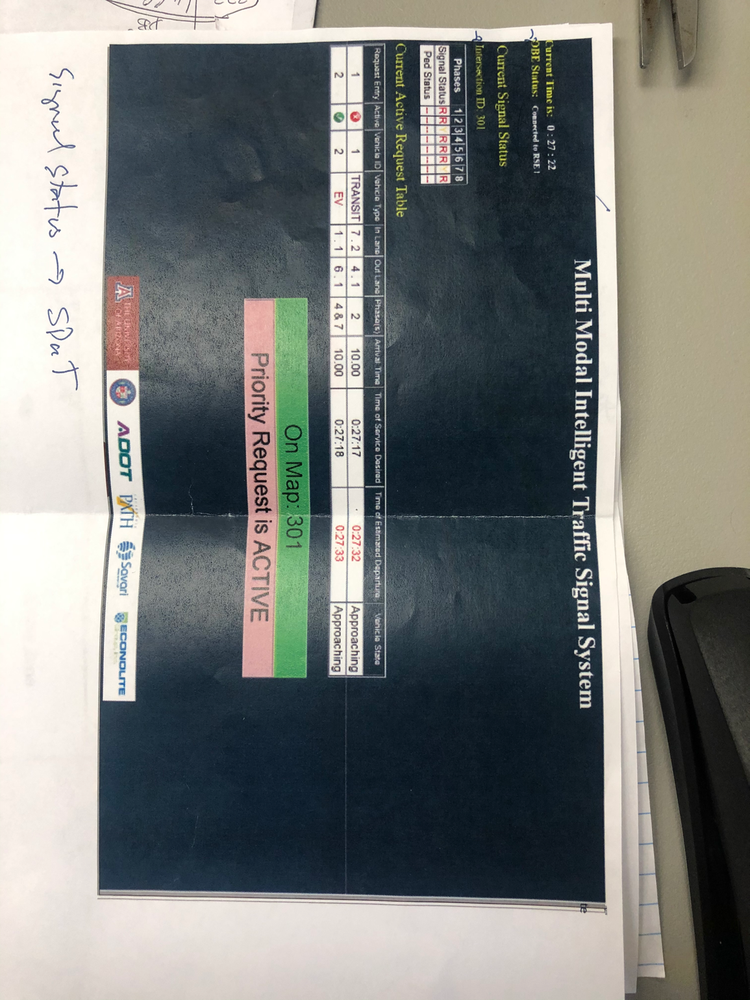 Multi Modal Intelligent Traffic Signal System
Current Time is: 0 : 27 : 22
OBE Status: Connected to RSE !
Current Signal Status
Intersection ID: 301
Phases 1 2 3 4 5 6 7 8
Signal Status R R Y R R R Y R
Ped Status - - - - - - - -
Current Active Request Table
Request Entry Active Vehicle ID Vehicle Type In Lane Out Lane Phase(s) Arrival Time Time of Service Desired Time of Estimated Departure Vehicle State
1 1 TRANSIT 7 . 2 4 . 1 2 10.00 0:27:17 0:27:32 Approaching
2 2 EV 1 . 1 6 . 1 4 & 7 10.00 0:27:18 0:27:33 Approaching
On Map: 301
Priority Request is ACTIVE
A THE UNIVERSITY OF ARIZONA
ADOT
PATH
Savari
ECONOLITE
te
Signal status → SPaT